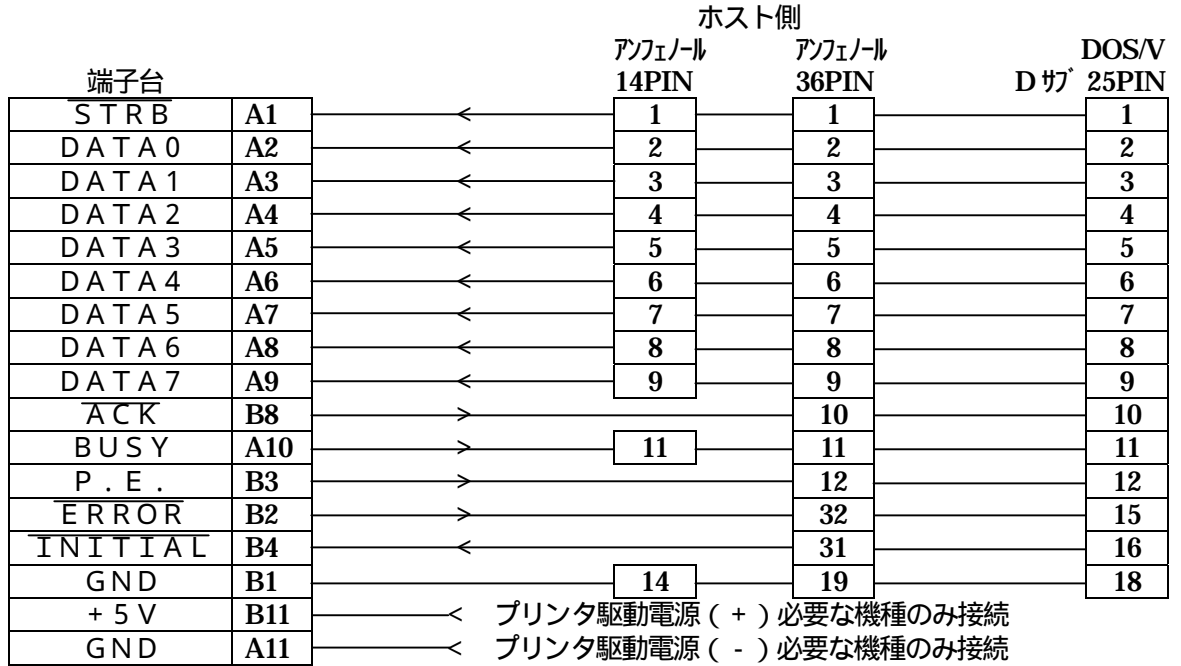 ホスト側
アンフェノール アンフェノール DOS/V
端子台 14PIN 36PIN Dサブ 25PIN
STRB A1 1 1 1
DATA0 A2 2 2 2
DATA1 A3 3 3 3
DATA2 A4 4 4 4
DATA3 A5 5 5 5
DATA4 A6 6 6 6
DATA5 A7 7 7 7
DATA6 A8 8 8 8
DATA7 A9 9 9 9
ACK B8 10 10
BUSY A10 11 11 11
P.E. B3 12 12
ERROR B2 32 15
INITIAL B4 31 16
GND B1 14 19 18
+5V B11 プリンタ駆動電源(+)必要な機種のみ接続
GND A11 プリンタ駆動電源(-)必要な機種のみ接続